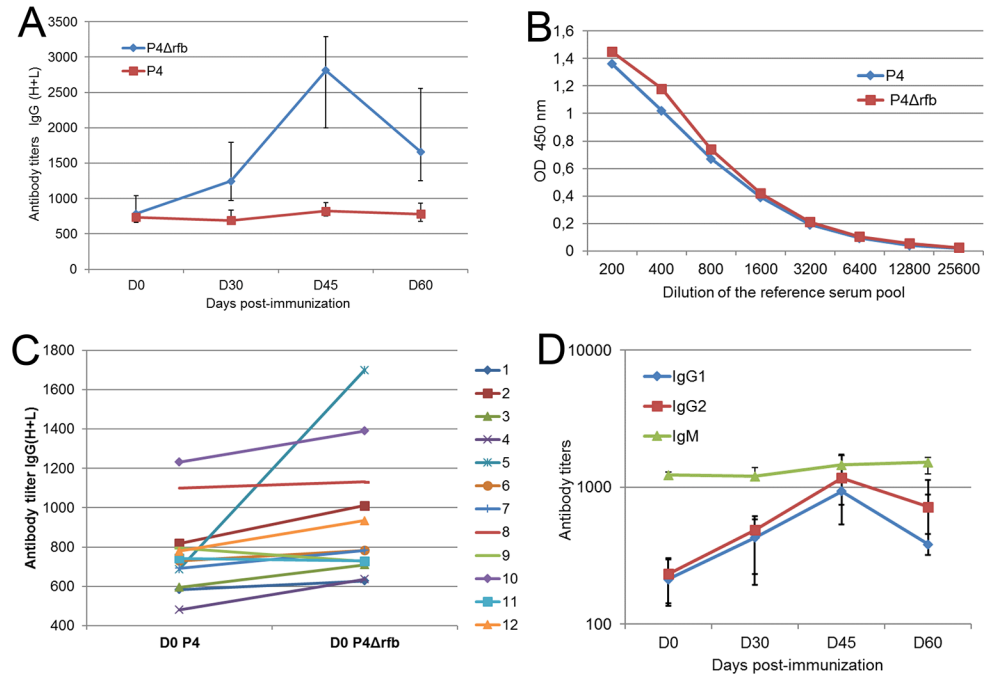 A
3500
3000
2500
2000
1500
1000
500
0
Antibody titers IgG (H+L)
P4Δrfb
P4
D0 D30 D45 D60
Days post-immunization
B
1,6
1,4
1,2
1
0,8
0,6
0,4
0,2
0
OD 450 nm
P4
P4Δrfb
200 400 800 1600 3200 6400 12800 25600
Dilution of the reference serum pool
C
1800
1600
1400
1200
1000
800
600
400
Antibody tilter IgG(H+L)
D0 P4 D0 P4Δrfb
1
2
3
4
5
6
7
8
9
10
11
12
D
10000
1000
100
Antibody titers
IgG1
IgG2
IgM
D0 D30 D45 D60
Days post-immunization